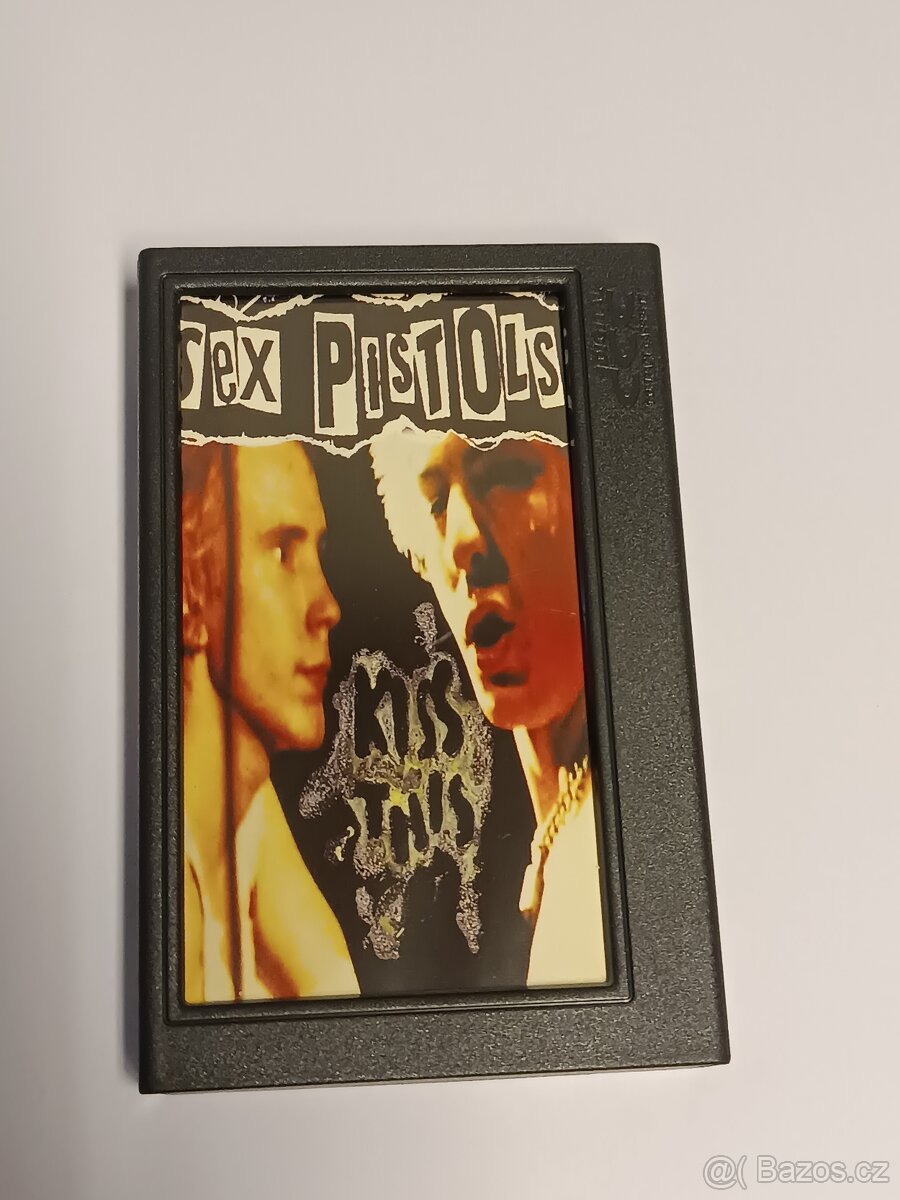 Sex PiSTOLS
KISS
THIS
@( Bazos.cz